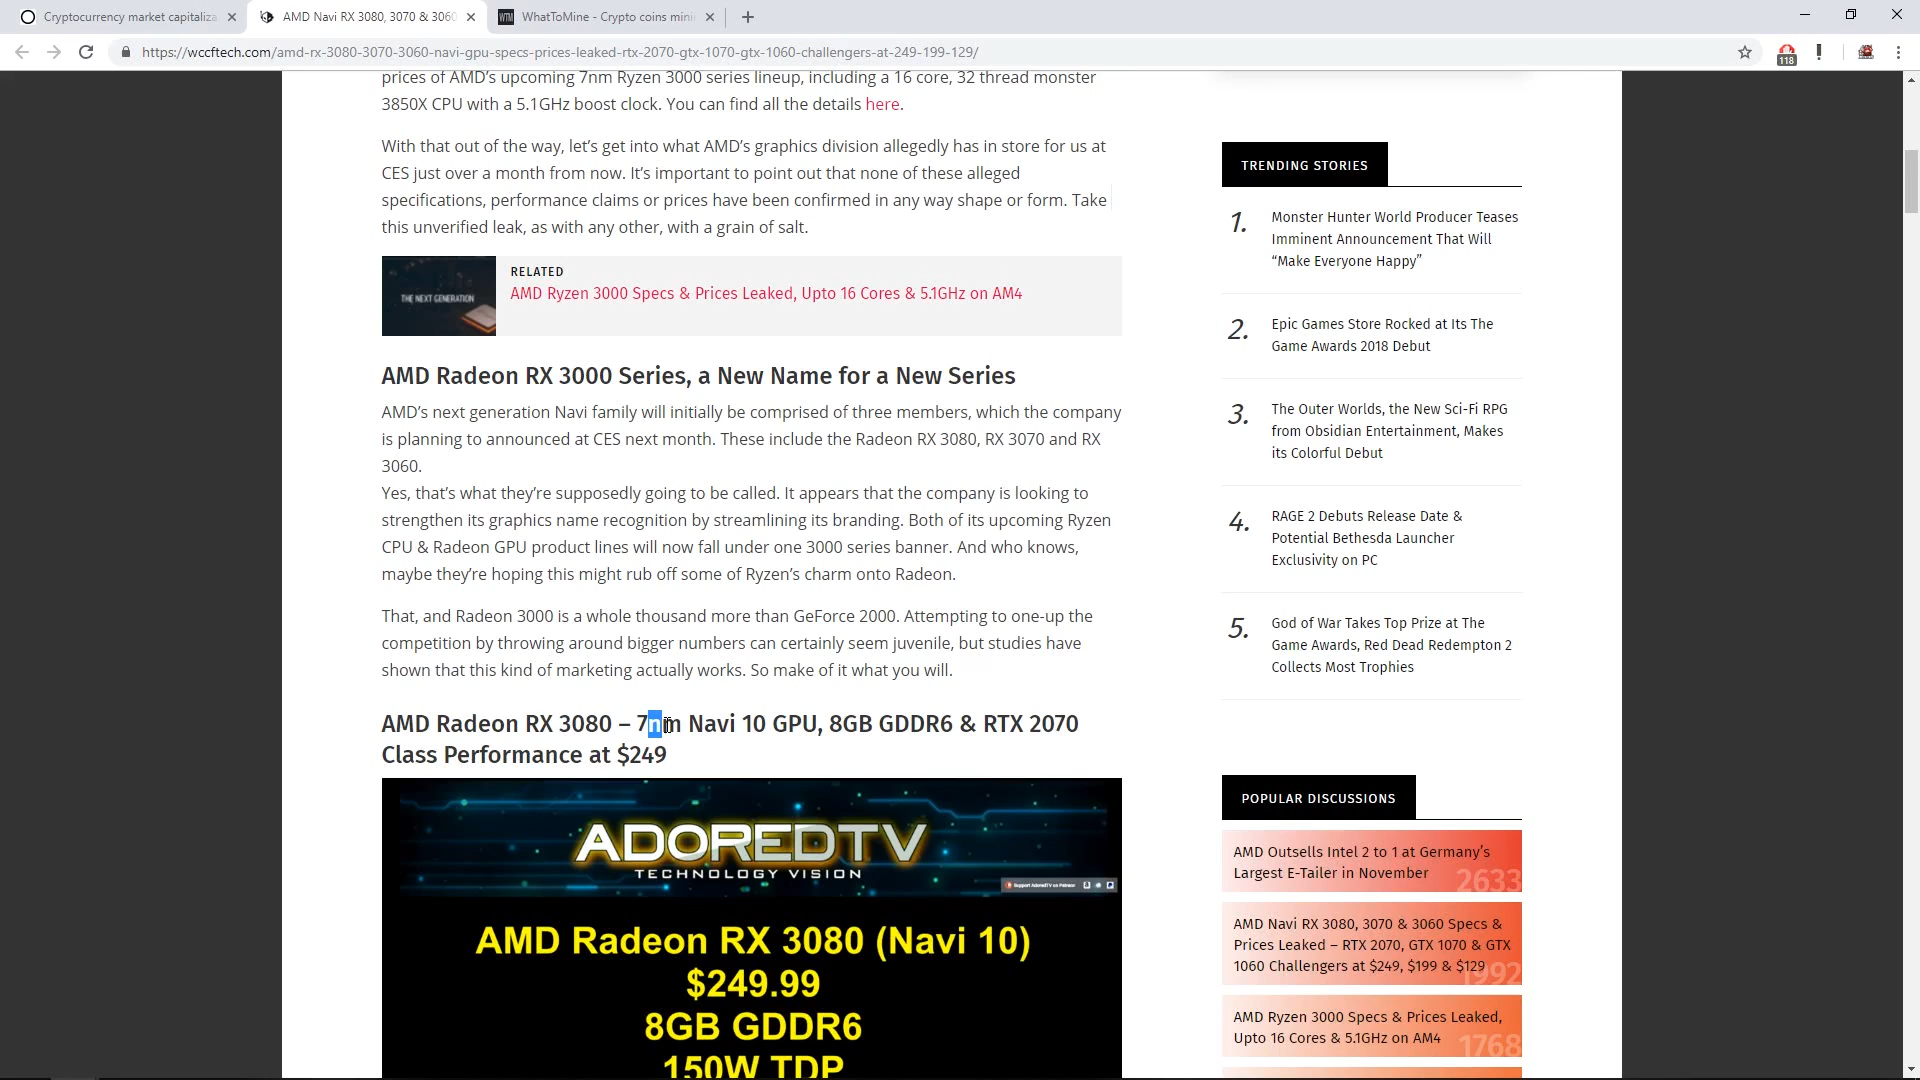 Cryptocurrency market capitaliza
AMD Navi RX 3080, 3070 & 3060
WTM
WhatToMine - Crypto coins mini
https://wccftech.com/amd-rx-3080-3070-3060-navi-gpu-specs-prices-leaked-rtx-2070-gtx-1070-gtx-1060-challengers-at-249-199-129/
118
prices of AMD’s upcoming 7nm Ryzen 3000 series lineup, including a 16 core, 32 thread monster
3850X CPU with a 5.1GHz boost clock. You can find all the details here.
With that out of the way, let’s get into what AMD’s graphics division allegedly has in store for us at
CES just over a month from now. It’s important to point out that none of these alleged
specifications, performance claims or prices have been confirmed in any way shape or form. Take
this unverified leak, as with any other, with a grain of salt.
THE NEXT GENERATION
RELATED
AMD Ryzen 3000 Specs & Prices Leaked, Upto 16 Cores & 5.1GHz on AM4
AMD Radeon RX 3000 Series, a New Name for a New Series
AMD’s next generation Navi family will initially be comprised of three members, which the company
is planning to announced at CES next month. These include the Radeon RX 3080, RX 3070 and RX
3060.
Yes, that’s what they’re supposedly going to be called. It appears that the company is looking to
strengthen its graphics name recognition by streamlining its branding. Both of its upcoming Ryzen
CPU & Radeon GPU product lines will now fall under one 3000 series banner. And who knows,
maybe they’re hoping this might rub off some of Ryzen’s charm onto Radeon.
That, and Radeon 3000 is a whole thousand more than GeForce 2000. Attempting to one-up the
competition by throwing around bigger numbers can certainly seem juvenile, but studies have
shown that this kind of marketing actually works. So make of it what you will.
AMD Radeon RX 3080 – 7nm Navi 10 GPU, 8GB GDDR6 & RTX 2070
Class Performance at $249
ADOREDTV
TECHNOLOGY VISION
Support AdoredTV on Patreon
AMD Radeon RX 3080 (Navi 10)
$249.99
8GB GDDR6
150W TDP
TRENDING STORIES
1.
Monster Hunter World Producer Teases
Imminent Announcement That Will
“Make Everyone Happy”
2.
Epic Games Store Rocked at Its The
Game Awards 2018 Debut
3.
The Outer Worlds, the New Sci-Fi RPG
from Obsidian Entertainment, Makes
its Colorful Debut
4.
RAGE 2 Debuts Release Date &
Potential Bethesda Launcher
Exclusivity on PC
5.
God of War Takes Top Prize at The
Game Awards, Red Dead Redemption 2
Collects Most Trophies
POPULAR DISCUSSIONS
AMD Outsells Intel 2 to 1 at Germany’s
Largest E-Tailer in November
2633
AMD Navi RX 3080, 3070 & 3060 Specs &
Prices Leaked – RTX 2070, GTX 1070 & GTX
1060 Challengers at $249, $199 & $129
1992
AMD Ryzen 3000 Specs & Prices Leaked,
Upto 16 Cores & 5.1GHz on AM4
1768